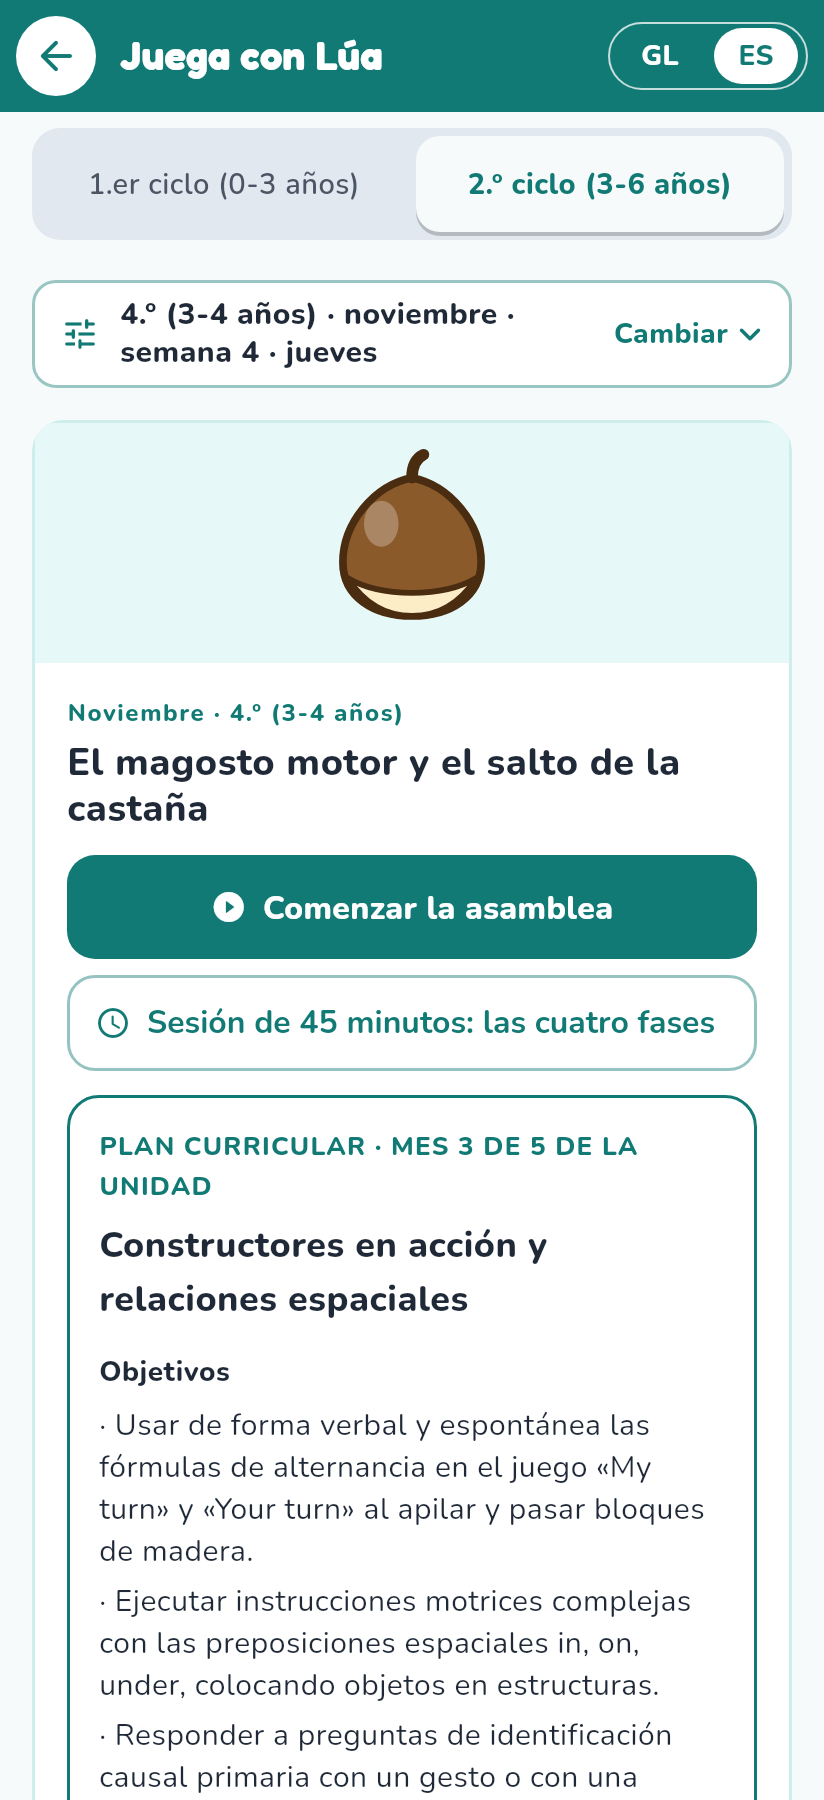 Juega con Lúa
GL
ES
1.er ciclo (0-3 años)
2.º ciclo (3-6 años)
4.º (3-4 años) · noviembre ·
semana 4 · jueves
Cambiar
Noviembre · 4.º (3-4 años)
El magosto motor y el salto de la
castaña
Comenzar la asamblea
Sesión de 45 minutos: las cuatro fases
PLAN CURRICULAR · MES 3 DE 5 DE LA
UNIDAD
Constructores en acción y
relaciones espaciales
Objetivos
· Usar de forma verbal y espontánea las
fórmulas de alternancia en el juego «My
turn» y «Your turn» al apilar y pasar bloques
de madera.
· Ejecutar instrucciones motrices complejas
con las preposiciones espaciales in, on,
under, colocando objetos en estructuras.
· Responder a preguntas de identificación
causal primaria con un gesto o con una